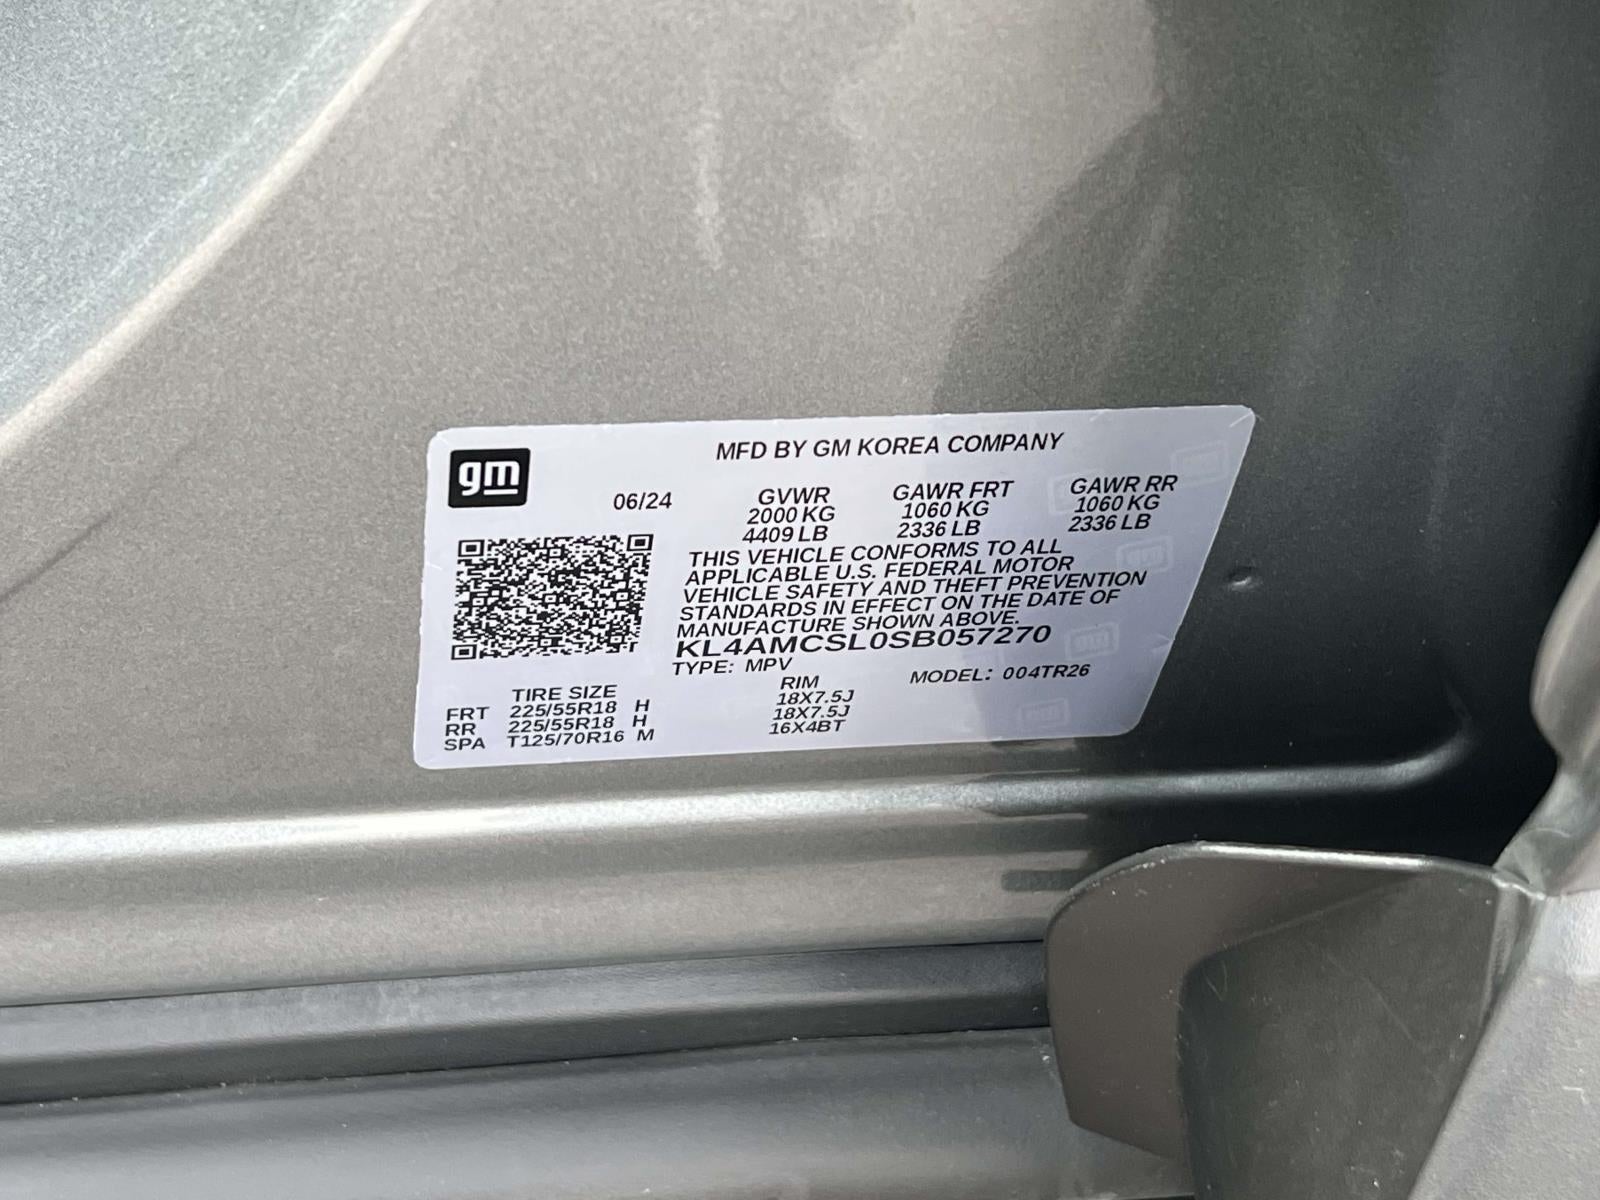 gm
MFD BY GM KOREA COMPANY
06/24 GVWR GAWR FRT GAWR RR
2000 KG 1060 KG 1060 KG
4409 LB 2336 LB 2336 LB
THIS VEHICLE CONFORMS TO ALL
APPLICABLE U.S. FEDERAL MOTOR
VEHICLE SAFETY AND THEFT PREVENTION
STANDARDS IN EFFECT ON THE DATE OF
MANUFACTURE SHOWN ABOVE.
KL4AMCSL0SB057270
TYPE: MPV MODEL: 004TR26
TIRE SIZE RIM
FRT 225/55R18 H 18X7.5J
RR 225/55R18 H 18X7.5J
SPA T125/70R16 M 16X4BT